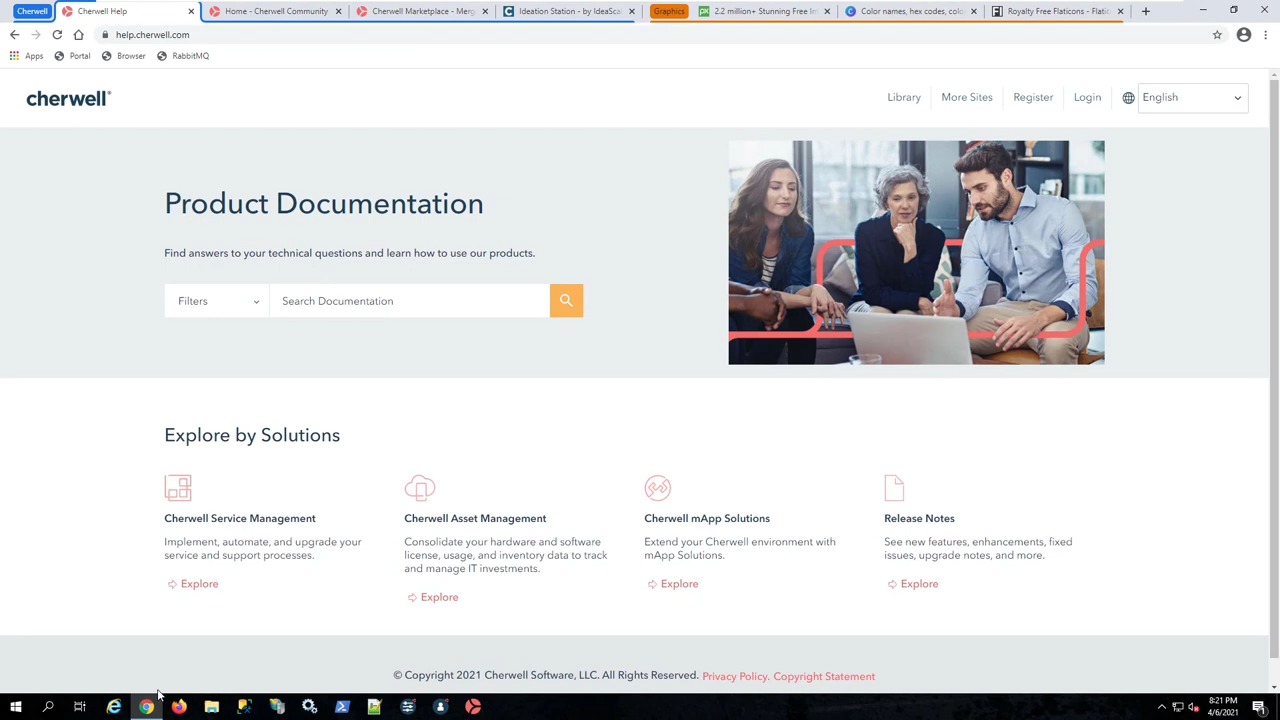 Cherwell
Cherwell Help
Home - Cherwell Community
Cherwell Marketplace - Merg
Ideation Station - by IdeaSca
Graphics
2.2 million+ Stunning Free Im
Color names, hex codes, colo
Royalty Free Flaticons - Flatic
help.cherwell.com
Apps
Portal
Browser
RabbitMQ
cherwell®
Library
More Sites
Register
Login
English
Product Documentation
Find answers to your technical questions and learn how to use our products.
Filters
Search Documentation
Explore by Solutions
Cherwell Service Management
Implement, automate, and upgrade your
service and support processes.
Explore
Cherwell Asset Management
Consolidate your hardware and software
license, usage, and inventory data to track
and manage IT investments.
Explore
Cherwell mApp Solutions
Extend your Cherwell environment with
mApp Solutions.
Explore
Release Notes
See new features, enhancements, fixed
issues, upgrade notes, and more.
Explore
© Copyright 2021 Cherwell Software, LLC. All Rights Reserved. Privacy Policy. Copyright Statement
8:21 PM
4/6/2021